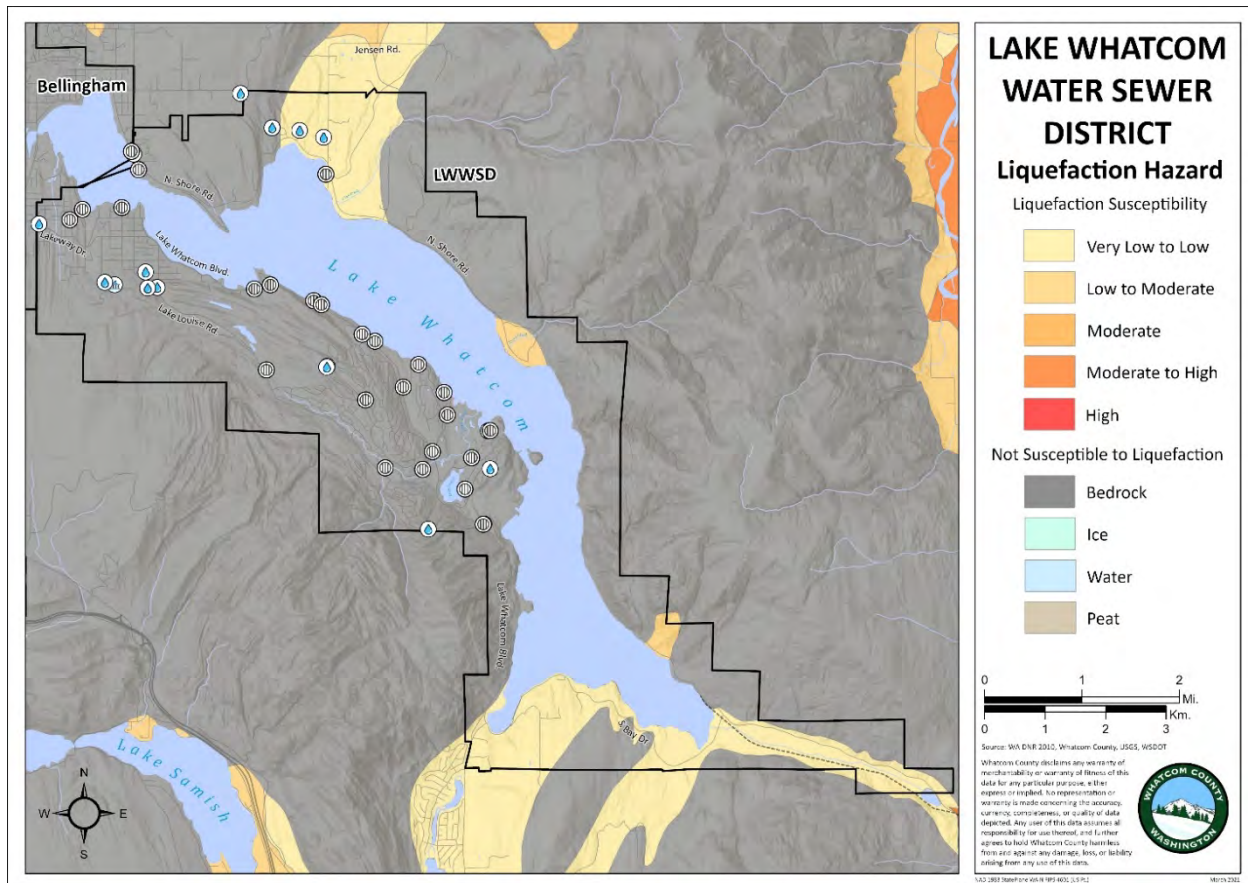 Bellingham
Jensen Rd.
LWWSD
N. Shore Rd.
Lakeway Dr.
Lake Whatcom Blvd.
N. Shore Rd.
Lake Whatcom
Lake Louise Rd.
Lake Whatcom Blvd.
S Bay Dr
Lake Samish
N
W
E
S
LAKE WHATCOM
WATER SEWER
DISTRICT
Liquefaction Hazard
Liquefaction Susceptibility
Very Low to Low
Low to Moderate
Moderate
Moderate to High
High
Not Susceptible to Liquefaction
Bedrock
Ice
Water
Peat
0 1 2
Mi.
Km.
0 1 2 3
Source: WA DNR 2010, Whatcom County, USGS, WSDOT
Whatcom County disclaims any warranty of
merchantability or warranty of fitness of this
data for any particular purpose, either
express or implied. No representation or
warranty is made concerning the accuracy,
currency, completeness, or quality of data
depicted. Any user of this data assumes all
responsibility for use thereof, and further
agrees to hold Whatcom County harmless
from and against any damage, loss, or liability
arising from any use of this data.
WHATCOM COUNTY
WASHINGTON
March 2021